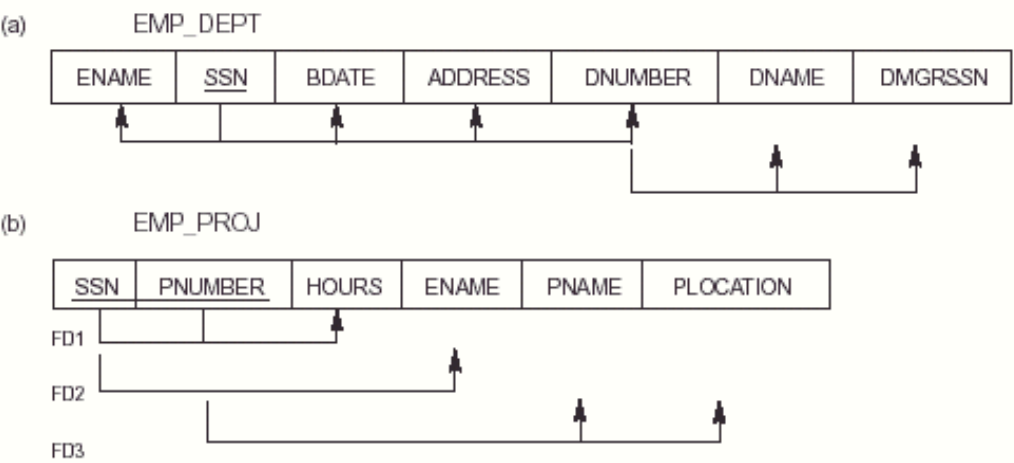 (a) EMP_DEPT
ENAME SSN BDATE ADDRESS DNUMBER DNAME DMGRSSN
(b) EMP_PROJ
SSN PNUMBER HOURS ENAME PNAME PLOCATION
FD1
FD2
FD3